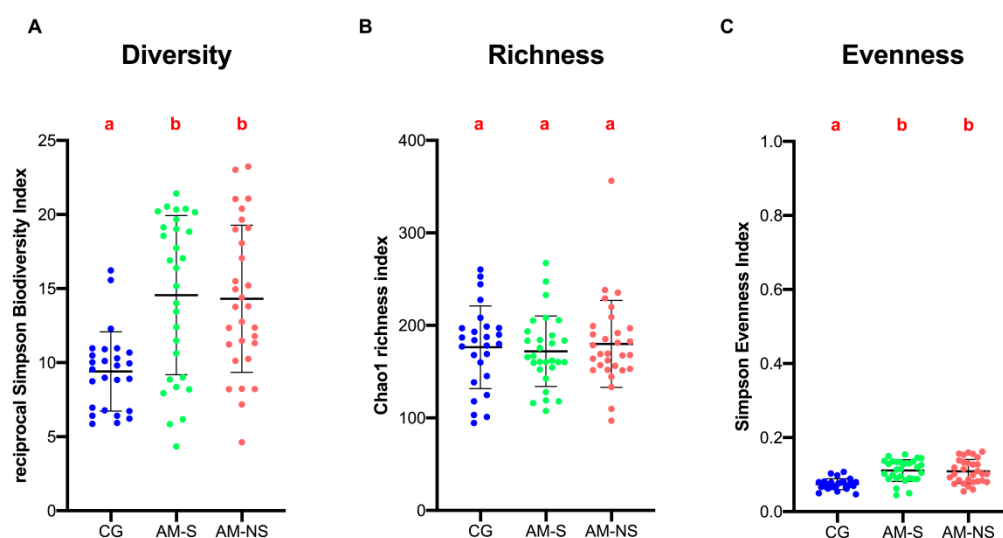 A
Diversity
a b b
reciprocal Simpson Biodiversity Index
25
20
15
10
5
0
CG AM-S AM-NS
B
Richness
a a a
Chao1 richness index
400
300
200
100
0
CG AM-S AM-NS
C
Evenness
a b b
Simpson Evenness Index
1.0
0.8
0.6
0.4
0.2
0.0
CG AM-S AM-NS